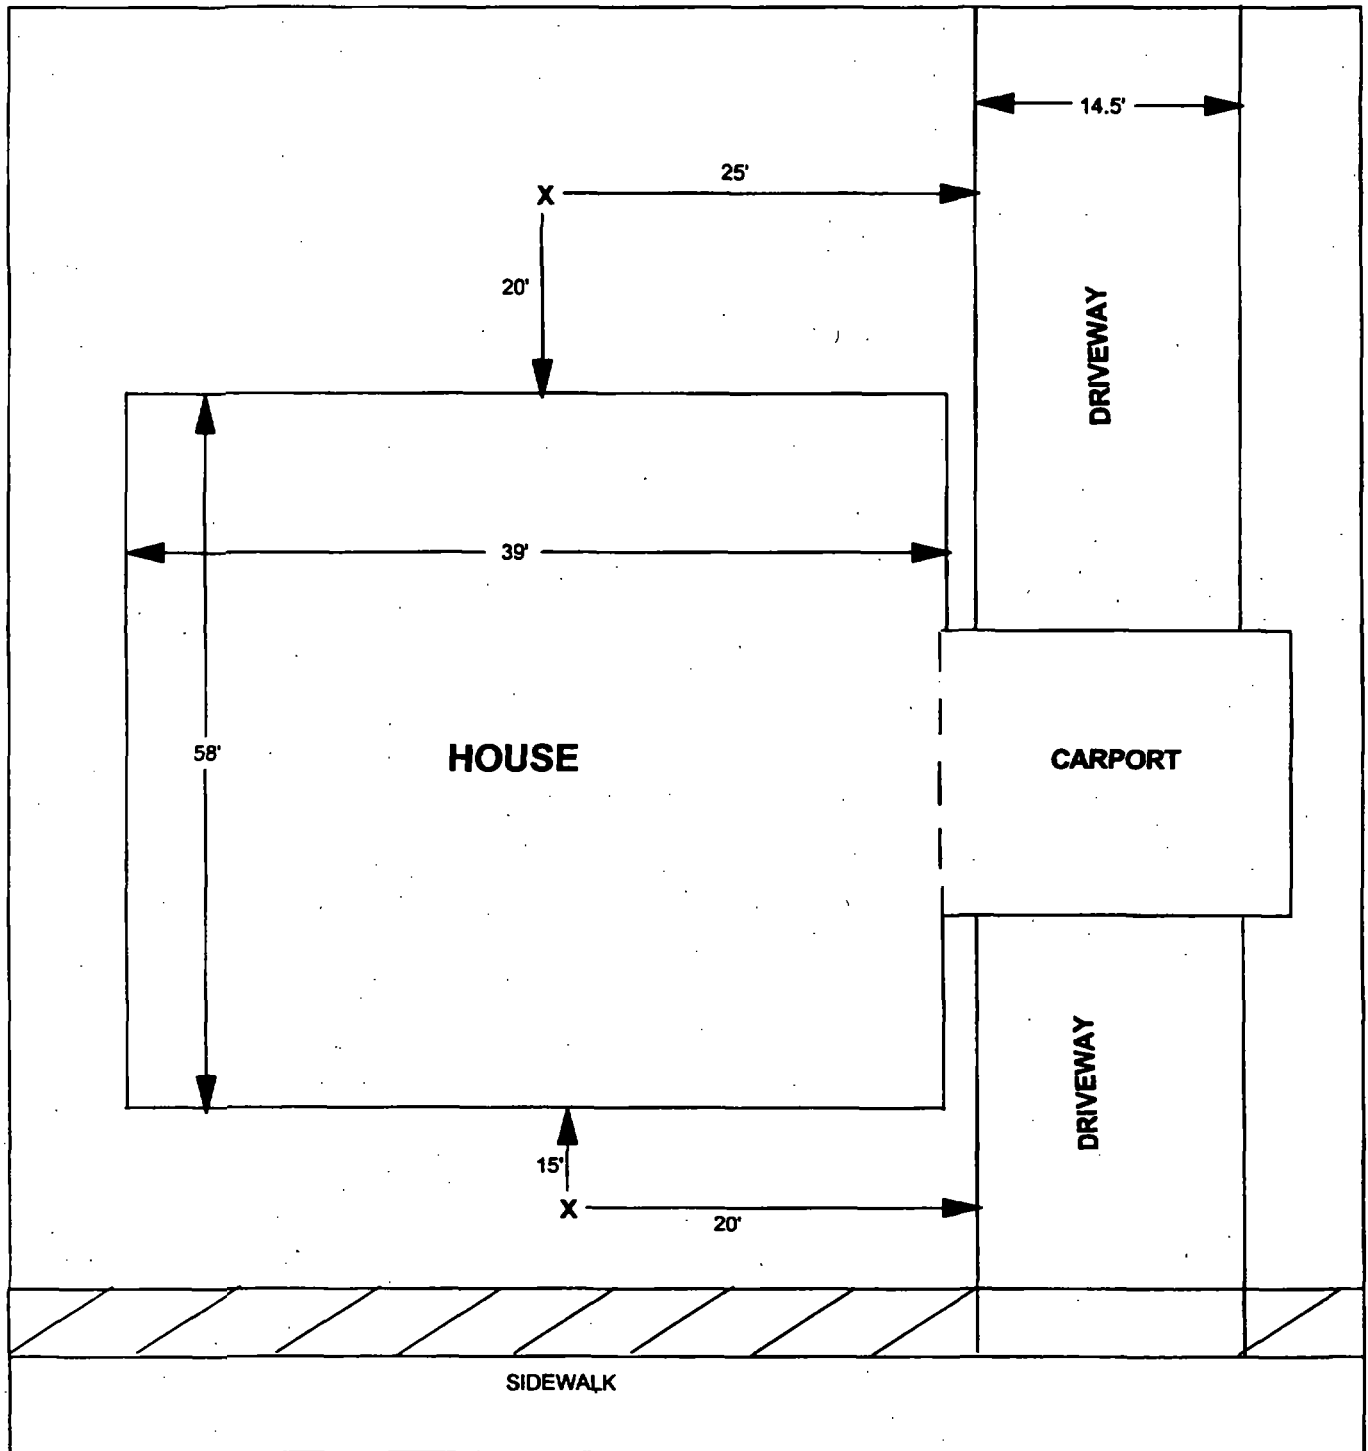 14.5'
25'
X
20'
DRIVEWAY
39'
58'
HOUSE
CARPORT
DRIVEWAY
15'
X
20'
SIDEWALK